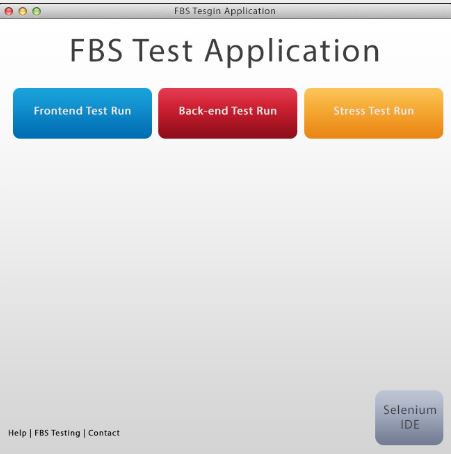 FBS Tesgin Application
FBS Test Application
Frontend Test Run
Back-end Test Run
Stress Test Run
Selenium
IDE
Help | FBS Testing | Contact